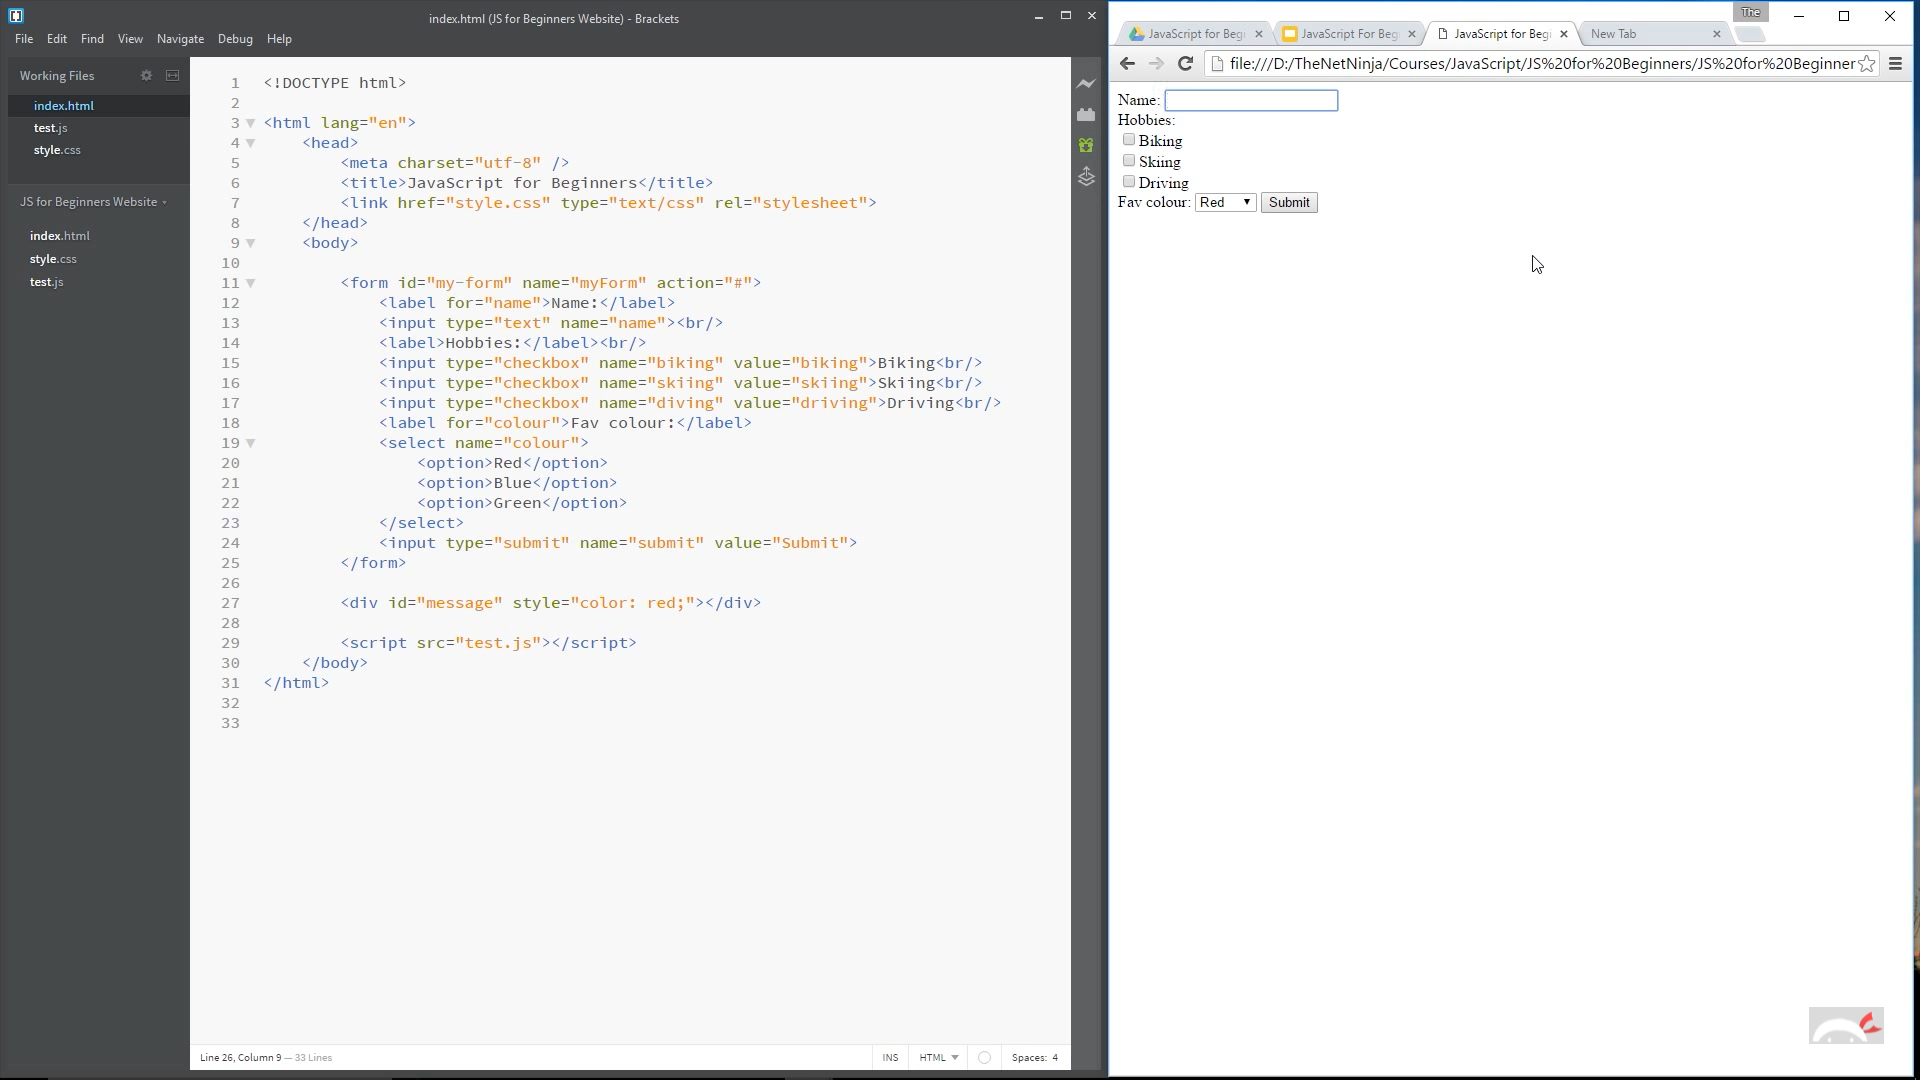 index.html (JS for Beginners Website) - Brackets
File Edit Find View Navigate Debug Help
Working Files
index.html
test.js
style.css
JS for Beginners Website
index.html
style.css
test.js
1 <!DOCTYPE html>
2
3 <html lang="en">
4 <head>
5 <meta charset="utf-8" />
6 <title>JavaScript for Beginners</title>
7 <link href="style.css" type="text/css" rel="stylesheet">
8 </head>
9 <body>
10
11 <form id="my-form" name="myForm" action="#">
12 <label for="name">Name:</label>
13 <input type="text" name="name"><br/>
14 <label>Hobbies:</label><br/>
15 <input type="checkbox" name="biking" value="biking">Biking<br/>
16 <input type="checkbox" name="skiing" value="skiing">Skiing<br/>
17 <input type="checkbox" name="diving" value="driving">Driving<br/>
18 <label for="colour">Fav colour:</label>
19 <select name="colour">
20 <option>Red</option>
21 <option>Blue</option>
22 <option>Green</option>
23 </select>
24 <input type="submit" name="submit" value="Submit">
25 </form>
26
27 <div id="message" style="color: red;"></div>
28
29 <script src="test.js"></script>
30 </body>
31 </html>
32
33
Line 26, Column 9 — 33 Lines
INS HTML Spaces: 4
The
JavaScript for Beg JavaScript For Beg JavaScript for Beg New Tab
file:///D:/TheNetNinja/Courses/JavaScript/JS%20for%20Beginners/JS%20for%20Beginner
Name:
Hobbies:
Biking
Skiing
Driving
Fav colour: Red Submit